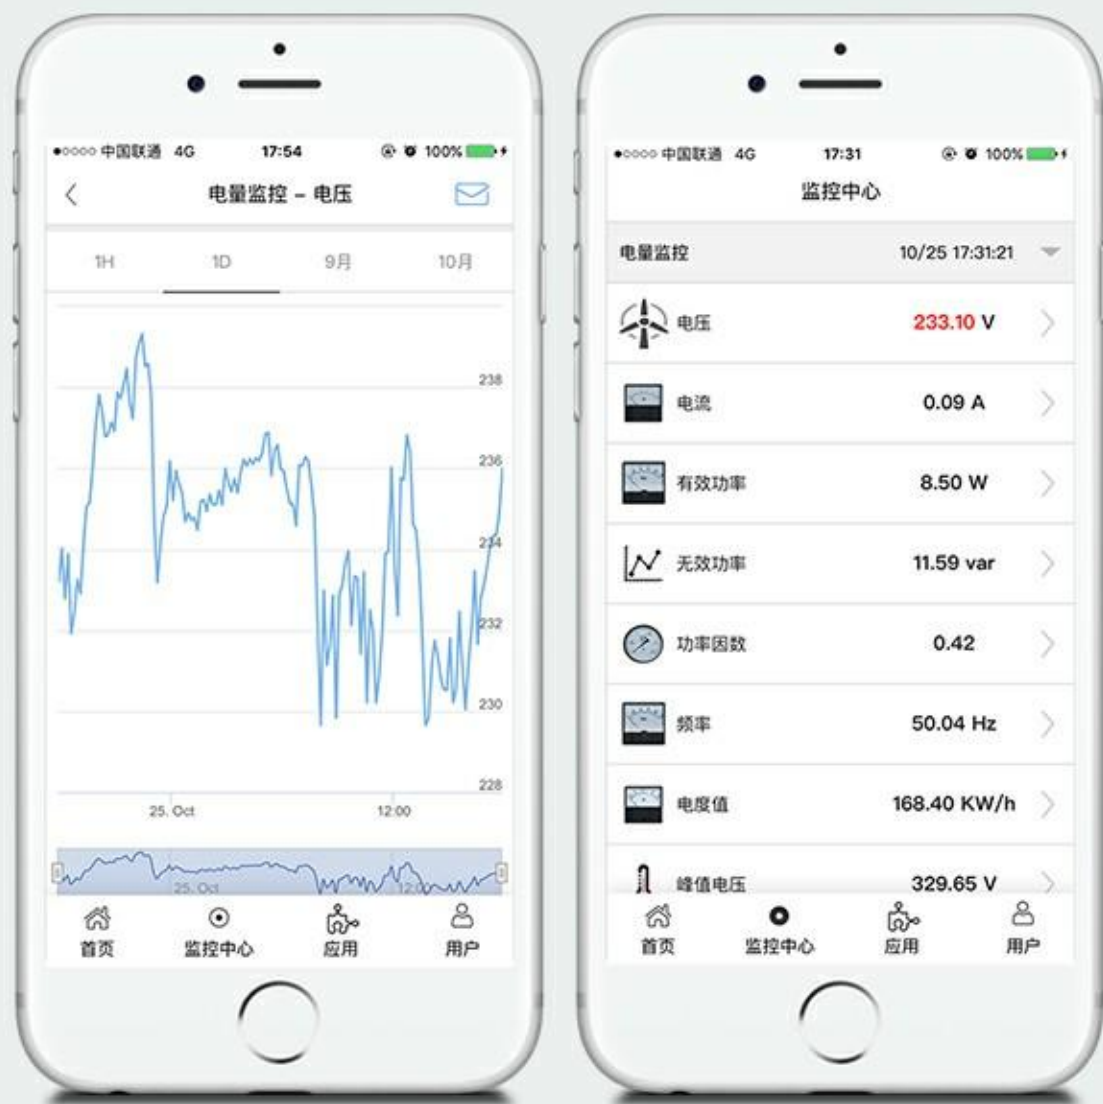 中国联通 4G 17:54 100%
电量监控 – 电压
1H 1D 9月 10月
238
236
234
232
230
228
25. Oct 12:00
25. Oct 12:00
首页 监控中心 应用 用户
中国联通 4G 17:31 100%
监控中心
电量监控 10/25 17:31:21
电压 233.10 V
电流 0.09 A
有效功率 8.50 W
无效功率 11.59 var
功率因数 0.42
频率 50.04 Hz
电度值 168.40 KW/h
峰值电压 329.65 V
首页 监控中心 应用 用户